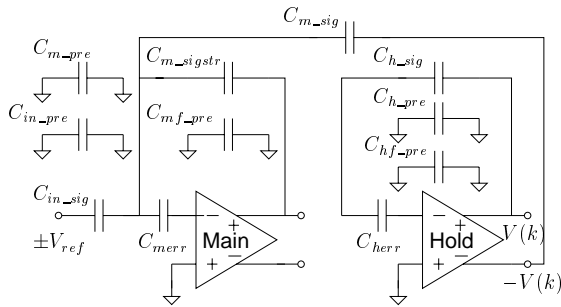 C_{m\_sig}
C_{m\_pre}
C_{m\_sigstr}
C_{h\_sig}
C_{in\_pre}
C_{mf\_pre}
C_{h\_pre}
C_{hf\_pre}
C_{in\_sig}
±V_{ref}
C_{merr}
− +
Main
+ −
C_{herr}
− +
Hold
+ −
V(k)
−V(k)